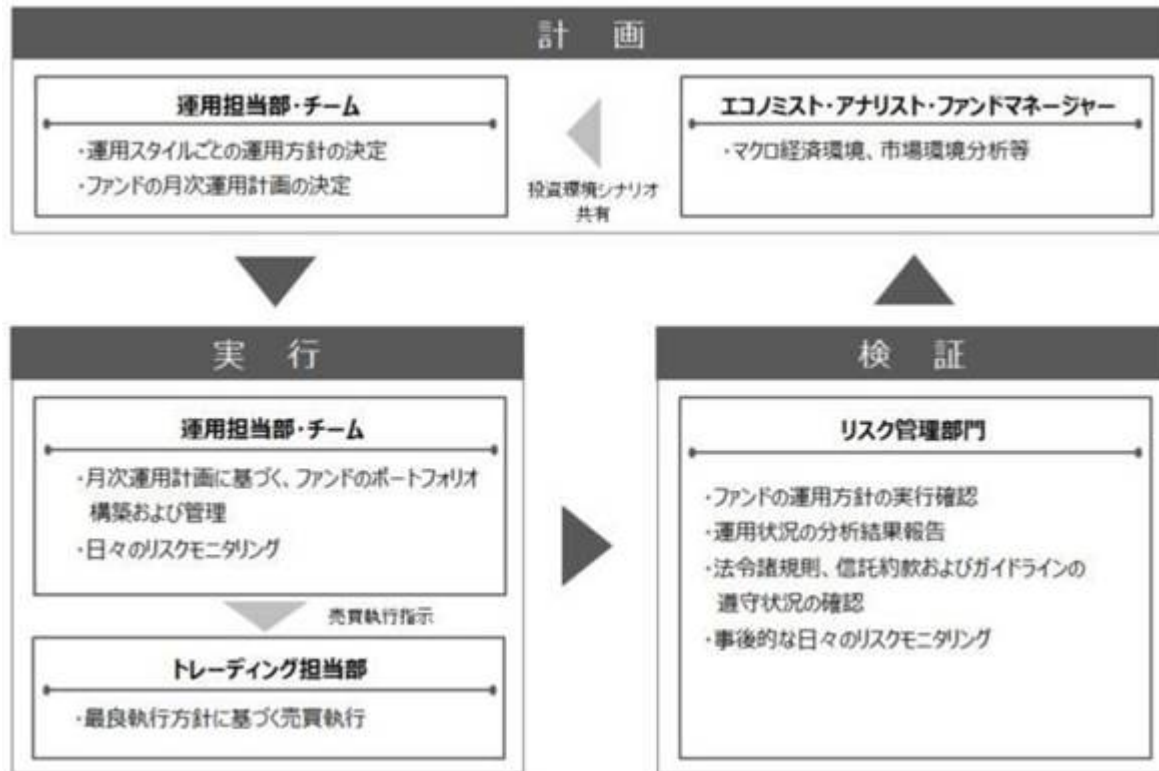 計 画
運用担当部・チーム
・運用スタイルごとの運用方針の決定
・ファンドの月次運用計画の決定
投資環境シナリオ
共有
エコノミスト・アナリスト・ファンドマネージャー
・マクロ経済環境、市場環境分析等
実 行
運用担当部・チーム
・月次運用計画に基づく、ファンドのポートフォリオ
構築および管理
・日々のリスクモニタリング
売買執行指示
トレーディング担当部
・最良執行方針に基づく売買執行
検 証
リスク管理部門
・ファンドの運用方針の実行確認
・運用状況の分析結果報告
・法令諸規則、信託約款およびガイドラインの
遵守状況の確認
・事後的な日々のリスクモニタリング